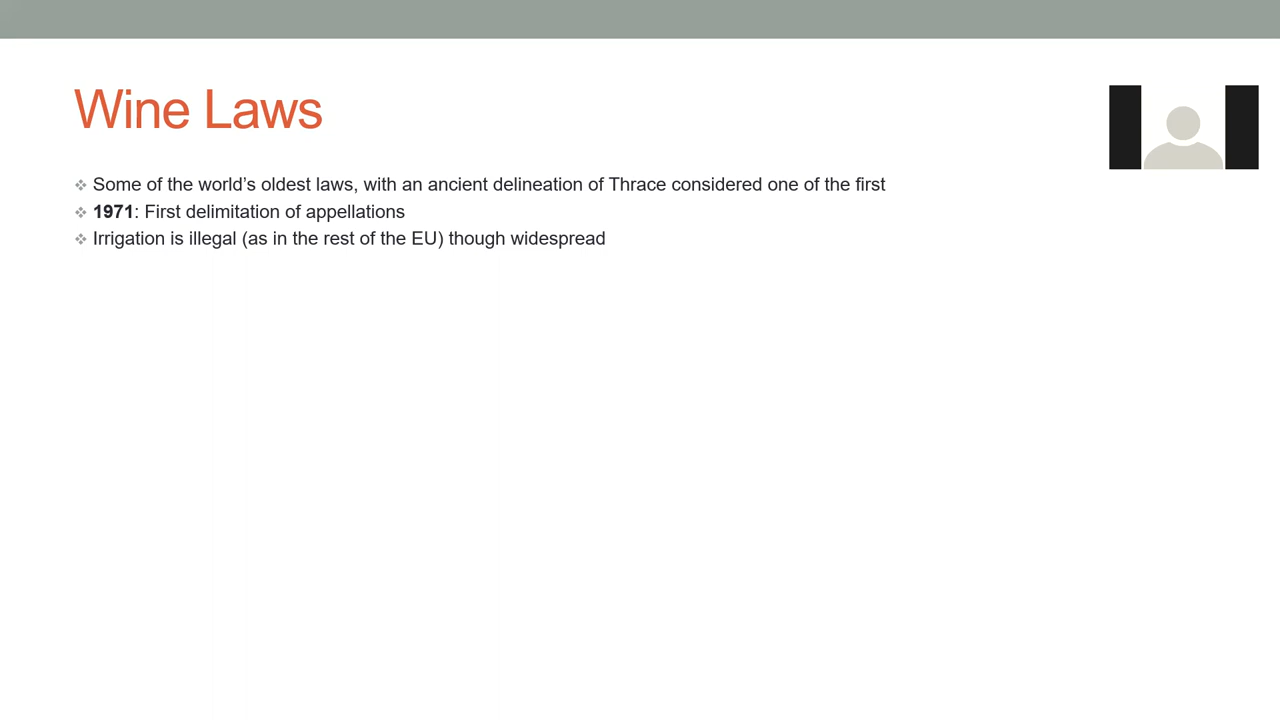 Wine Laws
Some of the world’s oldest laws, with an ancient delineation of Thrace considered one of the first
1971: First delimitation of appellations
Irrigation is illegal (as in the rest of the EU) though widespread